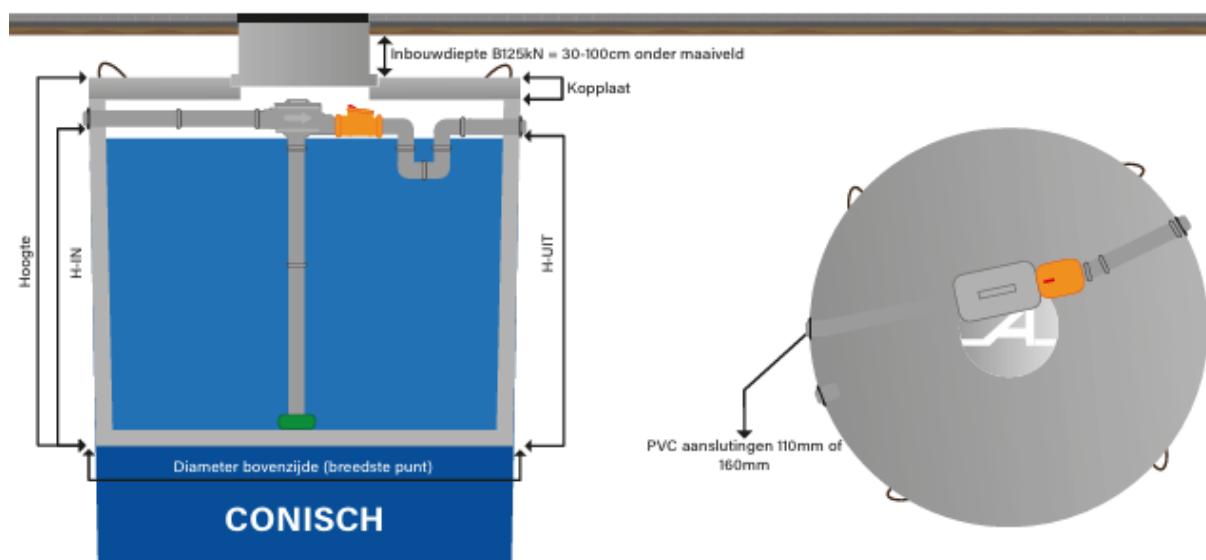 Inbouwdiepte B125kN = 30-100cm onder maaiveld
Kopplaat
Hoogte
H-IN
H-UIT
PVC aanslutingen 110mm of
160mm
Diameter bovenzijde (breedste punt)
CONISCH